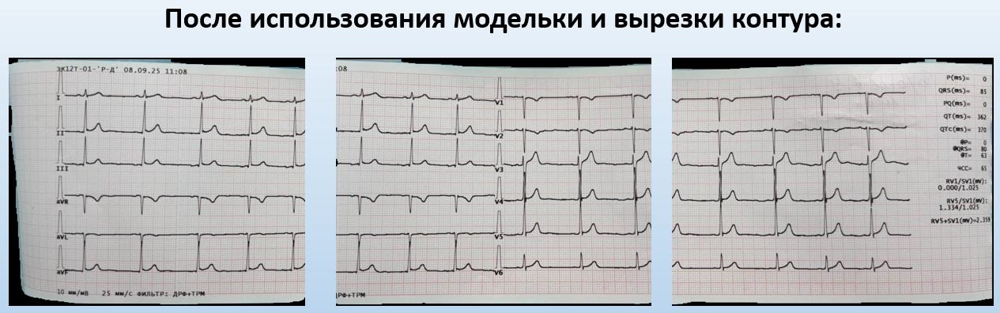 После использования модельки и вырезки контура:
ЭК12Т-01-'Р-Д' 08.09.25 11:08
I
II
III
aVR
aVL
aVF
10 мм/мВ 25 мм/с ФИЛЬТР: ДРФ+ТРМ
:08
V1
V2
V3
V4
V5
V6
ДРФ+ТРМ
P(ms)= 0
QRS(ms)= 85
PQ(ms)= 0
QT(ms)= 362
QTc(ms)= 370
@P= 0
@QRS= 80
@T= 63
ЧСС= 65
RV1/SV1(mV):
0.000/1.025
RV5/SV1(mV):
1.334/1.025
RV5+SV1(mV)=2.359